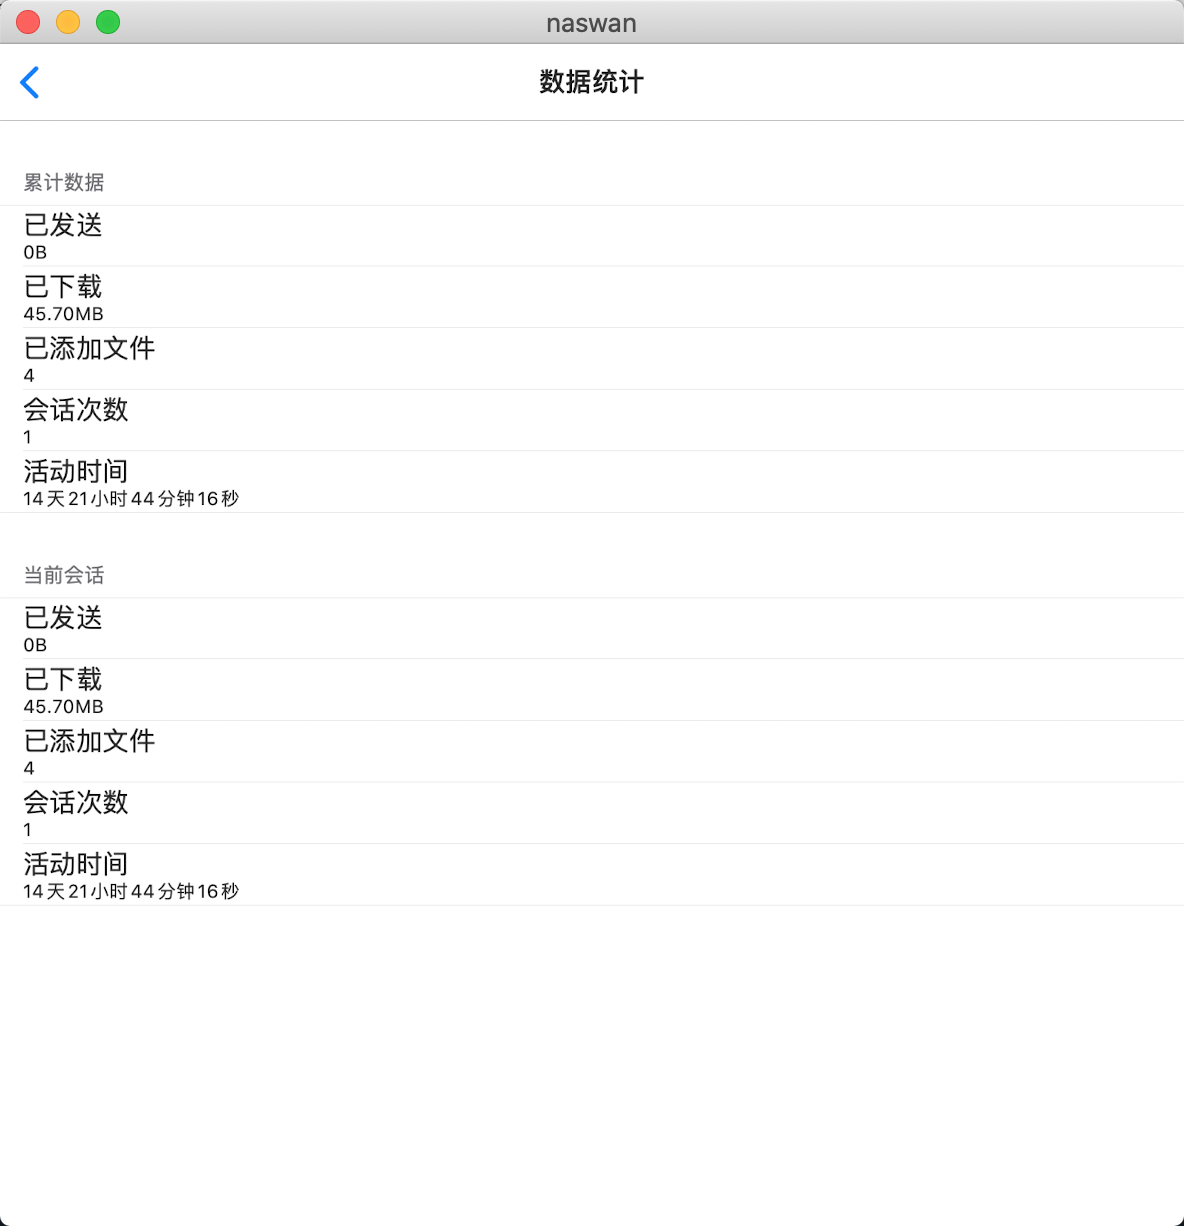 naswan
数据统计
累计数据
已发送
0B
已下载
45.70MB
已添加文件
4
会话次数
1
活动时间
14天21小时44分钟16秒
当前会话
已发送
0B
已下载
45.70MB
已添加文件
4
会话次数
1
活动时间
14天21小时44分钟16秒